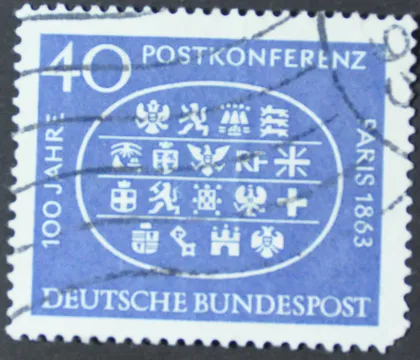 40 POSTKONFERENZ
100 JAHRE
RF
PARIS 1863
DEUTSCHE BUNDESPOST